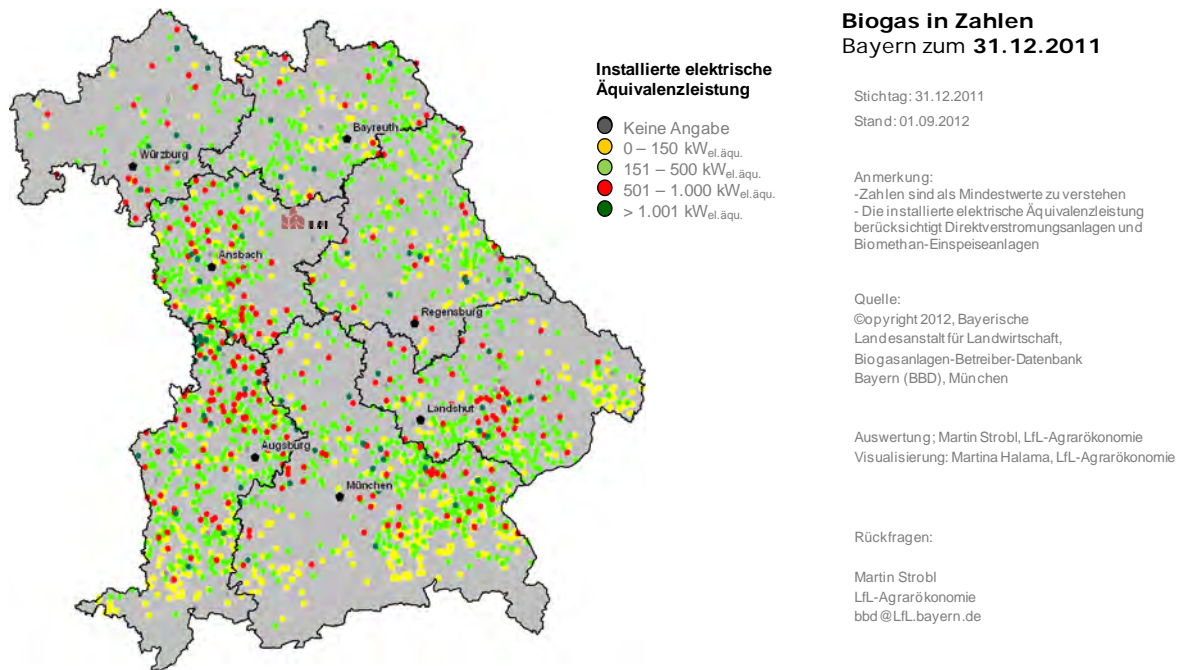 Biogas in Zahlen
Bayern zum 31.12.2011
Installierte elektrische
Äquivalenzleistung
Keine Angabe
0 – 150 kWel.äqu.
151 – 500 kWel.äqu.
501 – 1.000 kWel.äqu.
> 1.001 kWel.äqu.
Stichtag: 31.12.2011
Stand: 01.09.2012
Anmerkung:
-Zahlen sind als Mindestwerte zu verstehen
- Die installierte elektrische Äquivalenzleistung
berücksichtigt Direktverstromungsanlagen und
Biomethan-Einspeiseanlagen
Quelle:
©opyright 2012, Bayerische
Landesanstalt für Landwirtschaft,
Biogasanlagen-Betreiber-Datenbank
Bayern (BBD), München
Auswertung; Martin Strobl, LfL-Agrarökonomie
Visualisierung: Martina Halama, LfL-Agrarökonomie
Rückfragen:
Martin Strobl
LfL-Agrarökonomie
bbd@LfL.bayern.de
Bayreuth
Würzburg
Ansbach
Regensburg
Landshut
Augsburg
München